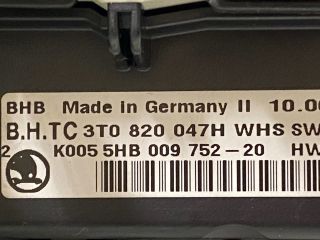 BHB Made in Germany II 10.00
B.H.TC 3T0 820 047H WHS SW
2 K005 5HB 009 752-20 HW